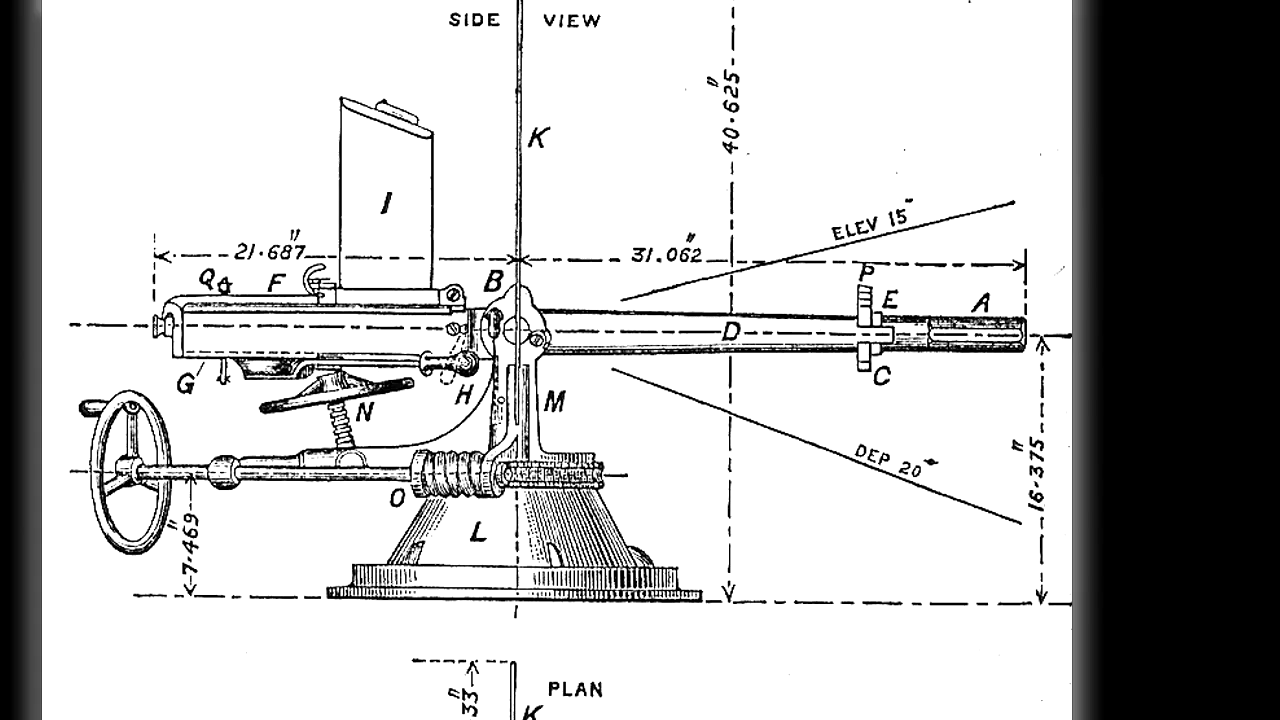 SIDE VIEW
40.625"
K
I
ELEV 15°
21.687"
31.062"
Q
F
B
P
E
A
D
G
H
C
N
M
DEP 20°
16.375"
O
7.469"
L
33"
PLAN
K